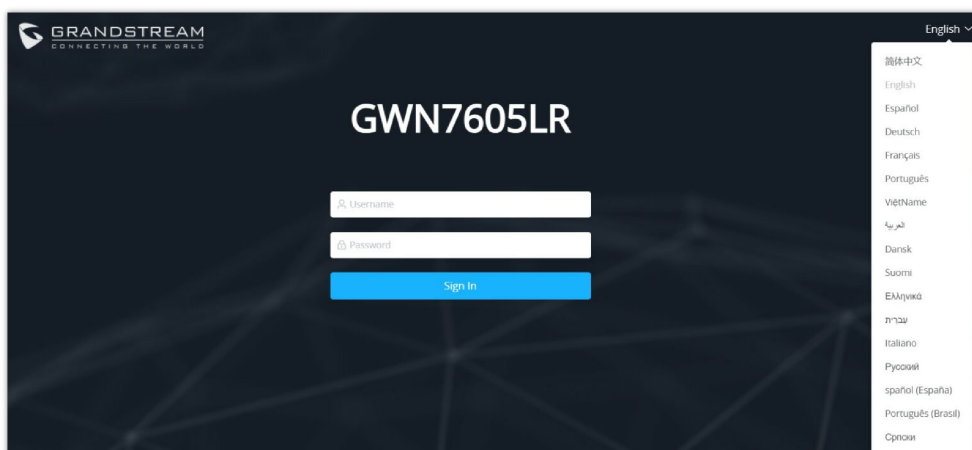 GRANDSTREAM
CONNECTING THE WORLD
English
GWN7605LR
Username
Password
Sign In
简体中文
English
Español
Deutsch
Français
Português
ViệtName
العربية
Dansk
Suomi
Ελληνικά
עברית
Italiano
Русский
spañol (España)
Português (Brasil)
Српски